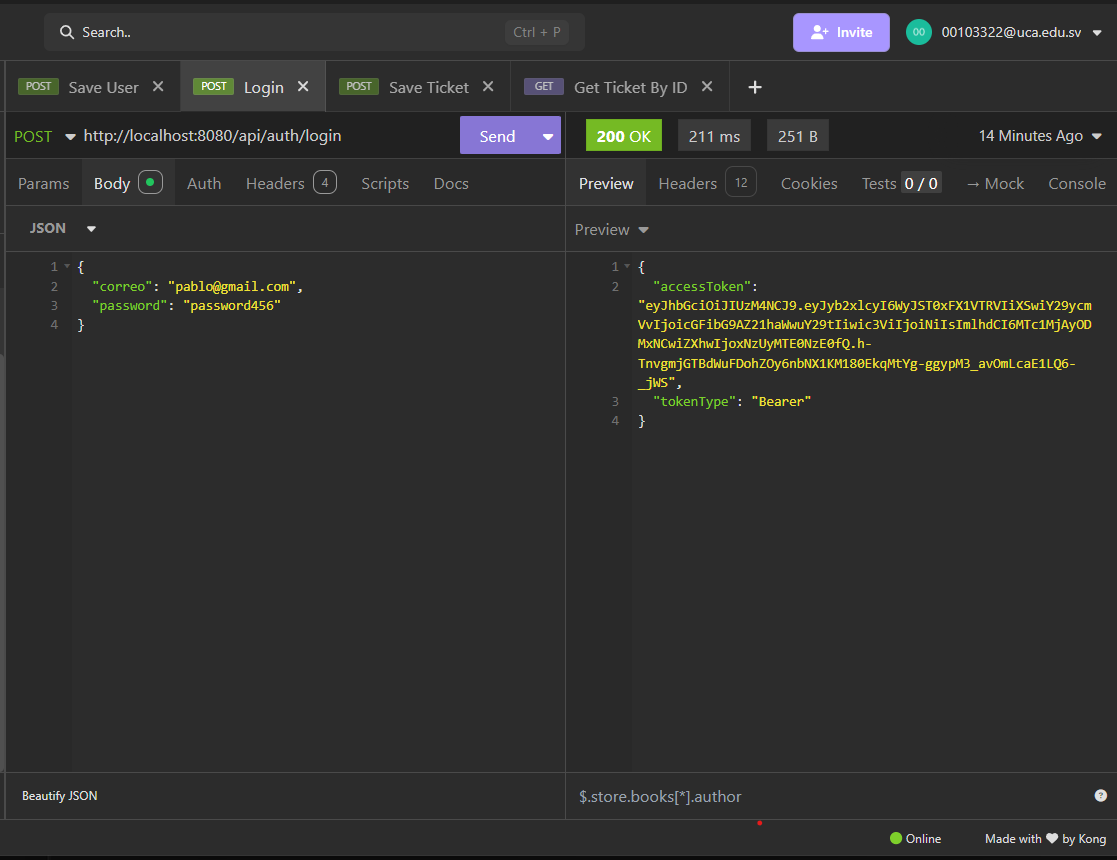 Search..
Ctrl + P
Invite
00
00103322@uca.edu.sv
POST Save User
POST Login
POST Save Ticket
GET Get Ticket By ID
POST http://localhost:8080/api/auth/login
Send
200 OK
211 ms
251 B
14 Minutes Ago
Params
Body
Auth
Headers 4
Scripts
Docs
Preview
Headers 12
Cookies
Tests 0 / 0
→ Mock
Console
JSON
Preview
1 {
2 "correo": "pablo@gmail.com",
3 "password": "password456"
4 }
1 {
2 "accessToken":
"eyJhbGciOiJIUzM4NCJ9.eyJyb2xlcyI6WyJST0xFX1VTRVIiXSwiY29ycm
VvIjoicGFibG9AZ21haWwuY29tIiwic3ViIjoiNiIsImlhdCI6MTc1MjAyOD
MxNCwiZXhwIjoxNzUyMTE0NzE0fQ.h-
TnvgmjGTBdWuFDohZOy6nbNX1KM180EkqMtYg-ggypM3_avOmLcaE1LQ6-
_jWS",
3 "tokenType": "Bearer"
4 }
Beautify JSON
$.store.books[*].author
Online
Made with ❤ by Kong